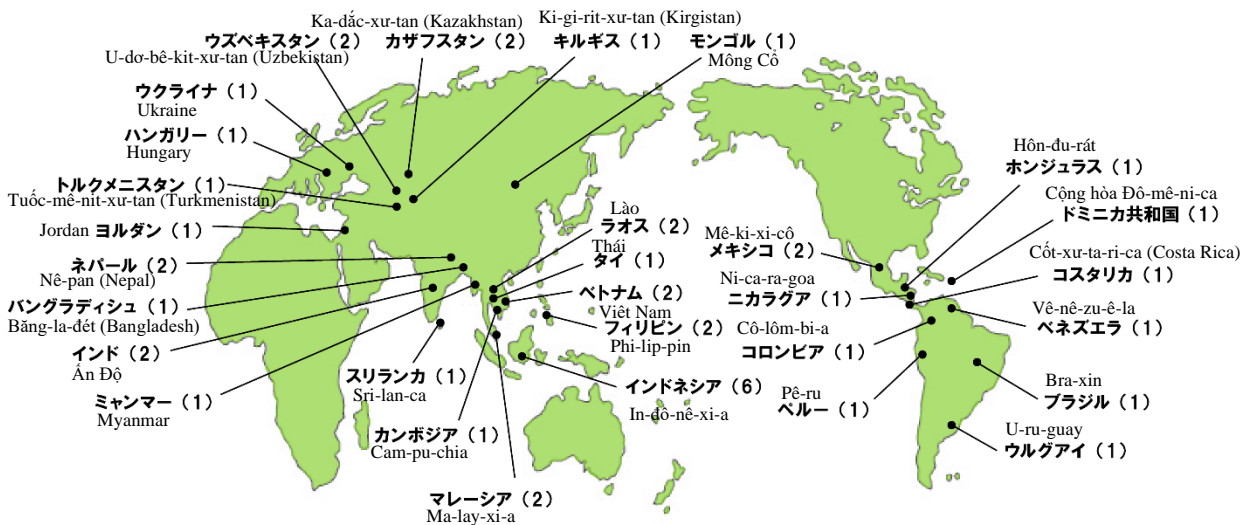 Ka-dắc-xư-tan (Kazakhstan)
Ki-gi-rit-xư-tan (Kirgistan)
ウズベキスタン（2）
カザフスタン（2）
キルギス（1）
モンゴル（1）
U-dơ-bê-kit-xư-tan (Uzbekistan)
Mông Cổ
ウクライナ（1）
Ukraine
ハンガリー（1）
Hungary
トルクメニスタン（1）
Tuốc-mê-nit-xư-tan (Turkmenistan)
Jordan ヨルダン（1）
ネパール（2）
Nê-pan (Nepal)
バングラディシュ（1）
Băng-la-đét (Bangladesh)
インド（2）
Ấn Độ
ミャンマー（1）
Myanmar
Lào
ラオス（2）
Thái
タイ（1）
ベトナム（2）
Viêt Nam
フィリピン（2）
Phi-lip-pin
スリランカ（1）
Sri-lan-ca
インドネシア（6）
In-đô-nê-xi-a
カンボジア（1）
Cam-pu-chia
マレーシア（2）
Ma-lay-xi-a
Hôn-đu-rát
ホンジュラス（1）
Cộng hòa Đô-mê-ni-ca
ドミニカ共和国（1）
Mê-ki-xi-cô
メキシコ（2）
Cốt-xư-ta-ri-ca (Costa Rica)
コスタリカ（1）
Ni-ca-ra-goa
ニカラグア（1）
Vê-nê-zu-ê-la
ベネズエラ（1）
Cô-lôm-bi-a
コロンビア（1）
Pê-ru
ペルー（1）
Bra-xin
ブラジル（1）
U-ru-guay
ウルグアイ（1）